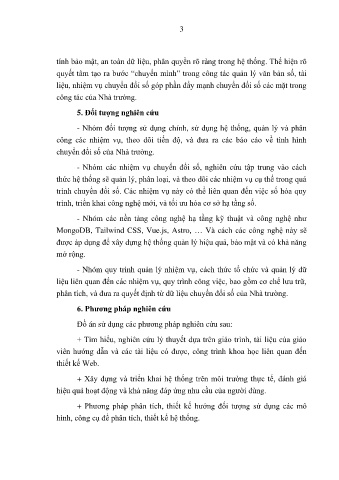 3
tính bảo mật, an toàn dữ liệu, phân quyền rõ ràng trong hệ thống. Thể hiện rõ
quyết tâm tạo ra bước “chuyển mình” trong công tác quản lý văn bản số, tài
liệu, nhiệm vụ chuyển đổi số góp phần đẩy mạnh chuyển đổi số các mặt trong
công tác của Nhà trường.
5. Đối tượng nghiên cứu
- Nhóm đối tượng sử dụng chính, sử dụng hệ thống, quản lý và phân
công các nhiệm vụ, theo dõi tiến độ, và đưa ra các báo cáo về tình hình
chuyển đổi số của Nhà trường.
- Nhóm các nhiệm vụ chuyển đổi số, nghiên cứu tập trung vào cách
thức hệ thống sẽ quản lý, phân loại, và theo dõi các nhiệm vụ cụ thể trong quá
trình chuyển đổi số. Các nhiệm vụ này có thể liên quan đến việc số hóa quy
trình, triển khai công nghệ mới, và tối ưu hóa cơ sở hạ tầng số.
- Nhóm các nền tảng công nghệ hạ tầng kỹ thuật và công nghệ như
MongoDB, Tailwind CSS, Vue.js, Astro, … Và cách các công nghệ này sẽ
được áp dụng để xây dựng hệ thống quản lý hiệu quả, bảo mật và có khả năng
mở rộng.
- Nhóm quy trình quản lý nhiệm vụ, cách thức tổ chức và quản lý dữ
liệu liên quan đến các nhiệm vụ, quy trình công việc, bao gồm cơ chế lưu trữ,
phân tích, và đưa ra quyết định từ dữ liệu chuyển đổi số của Nhà trường.
6. Phương pháp nghiên cứu
Đồ án sử dụng các phương pháp nghiên cứu sau:
+ Tìm hiểu, nghiên cứu lý thuyết dựa trên giáo trình, tài liệu của giáo
viên hướng dẫn và các tài liệu có được, công trình khoa học liên quan đến
thiết kế Web.
+ Xây dựng và triển khai hệ thống trên môi trường thực tế, đánh giá
hiệu quả hoạt động và khả năng đáp ứng nhu cầu của người dùng.
+ Phương pháp phân tích, thiết kế hướng đối tượng sử dụng các mô
hình, công cụ để phân tích, thiết kế hệ thống.